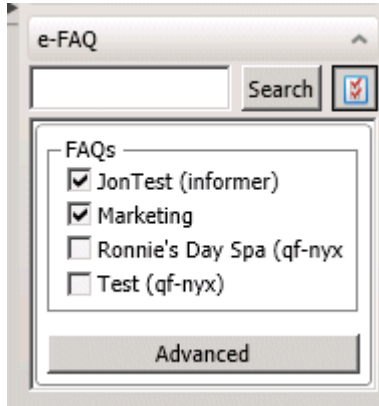 e-FAQ
Search
FAQs
JonTest (informer)
Marketing
Ronnie's Day Spa (qf-nyx
Test (qf-nyx)
Advanced